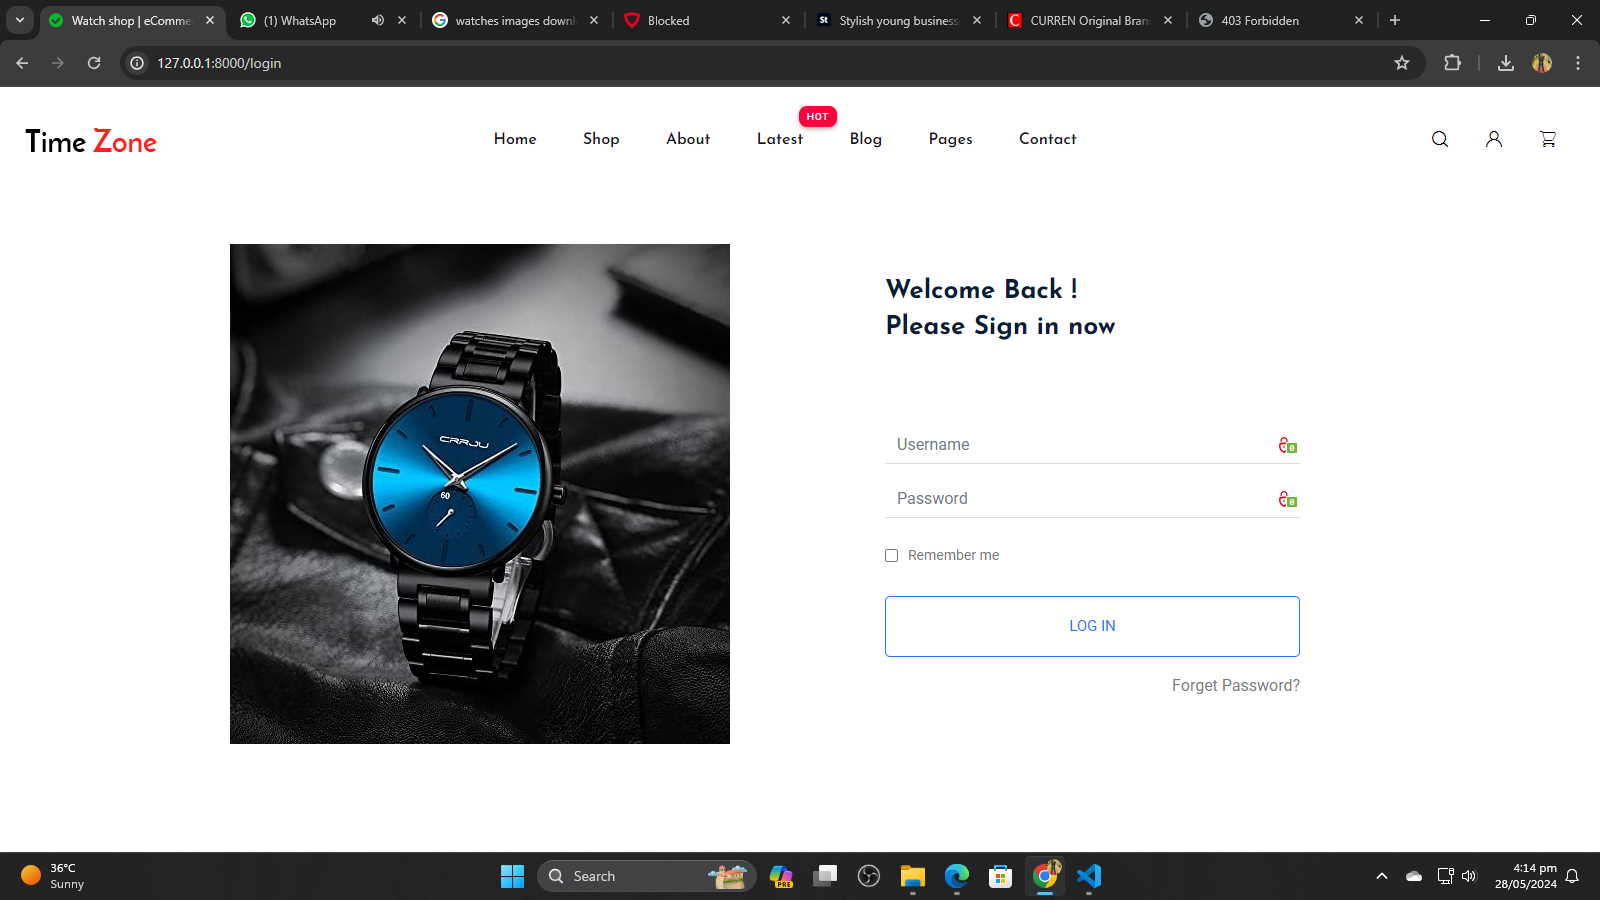 Watch shop | eComme
(1) WhatsApp
watches images downl
Blocked
Stylish young business
CURREN Original Bran
403 Forbidden
127.0.0.1:8000/login
Time Zone
Home
Shop
About
Latest
HOT
Blog
Pages
Contact
CRRJU
60
Welcome Back !
Please Sign in now
Username
Password
Remember me
LOG IN
Forget Password?
36°C
Sunny
Search
PRE
4:14 pm
28/05/2024